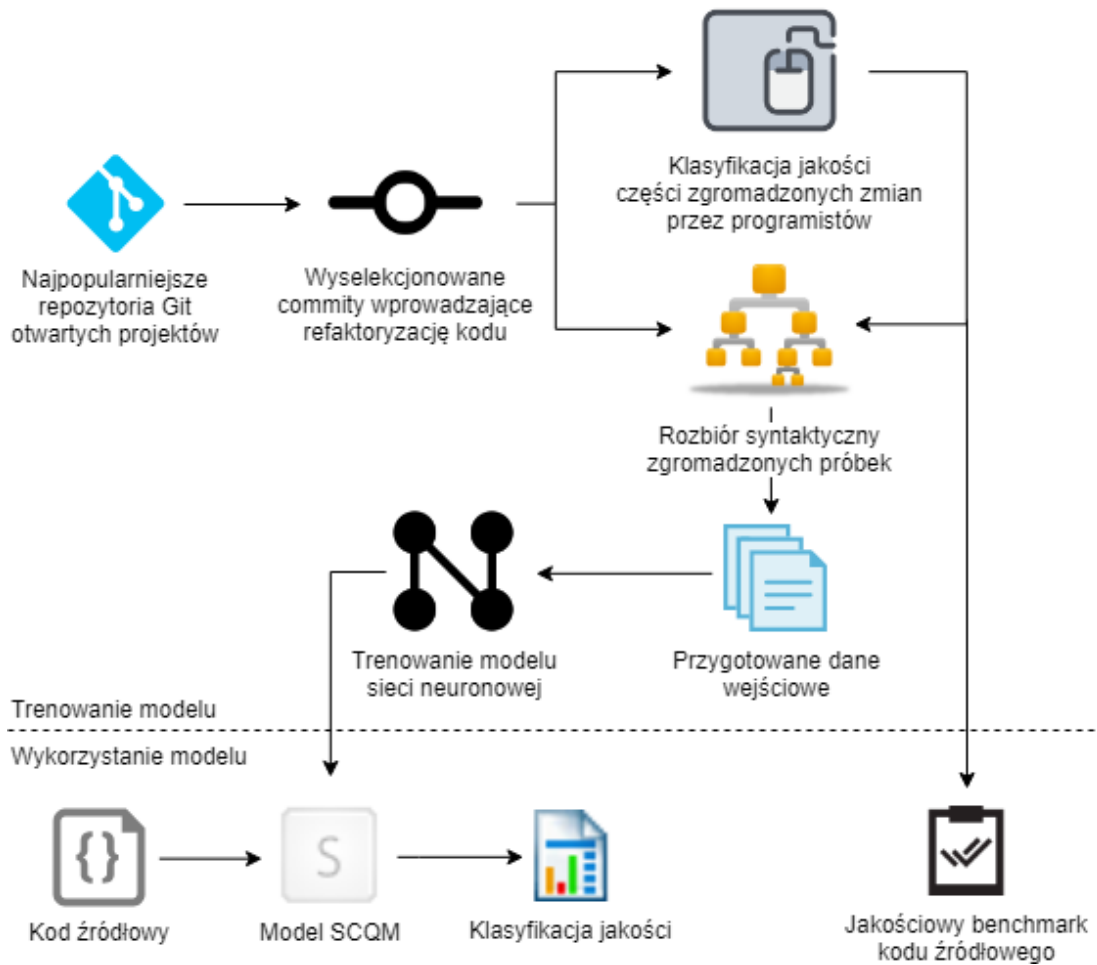 Klasyfikacja jakości
części zgromadzonych zmian
przez programistów
Najpopularniejsze
repozytoria Git
otwartych projektów
Wyselekcjonowane
commity wprowadzające
refaktoryzację kodu
Rozbiór syntaktyczny
zgromadzonych próbek
Trenowanie modelu
sieci neuronowej
Przygotowane dane
wejściowe
Trenowanie modelu
Wykorzystanie modelu
{}
S
Kod źródłowy
Model SCQM
Klasyfikacja jakości
Jakościowy benchmark
kodu źródłowego